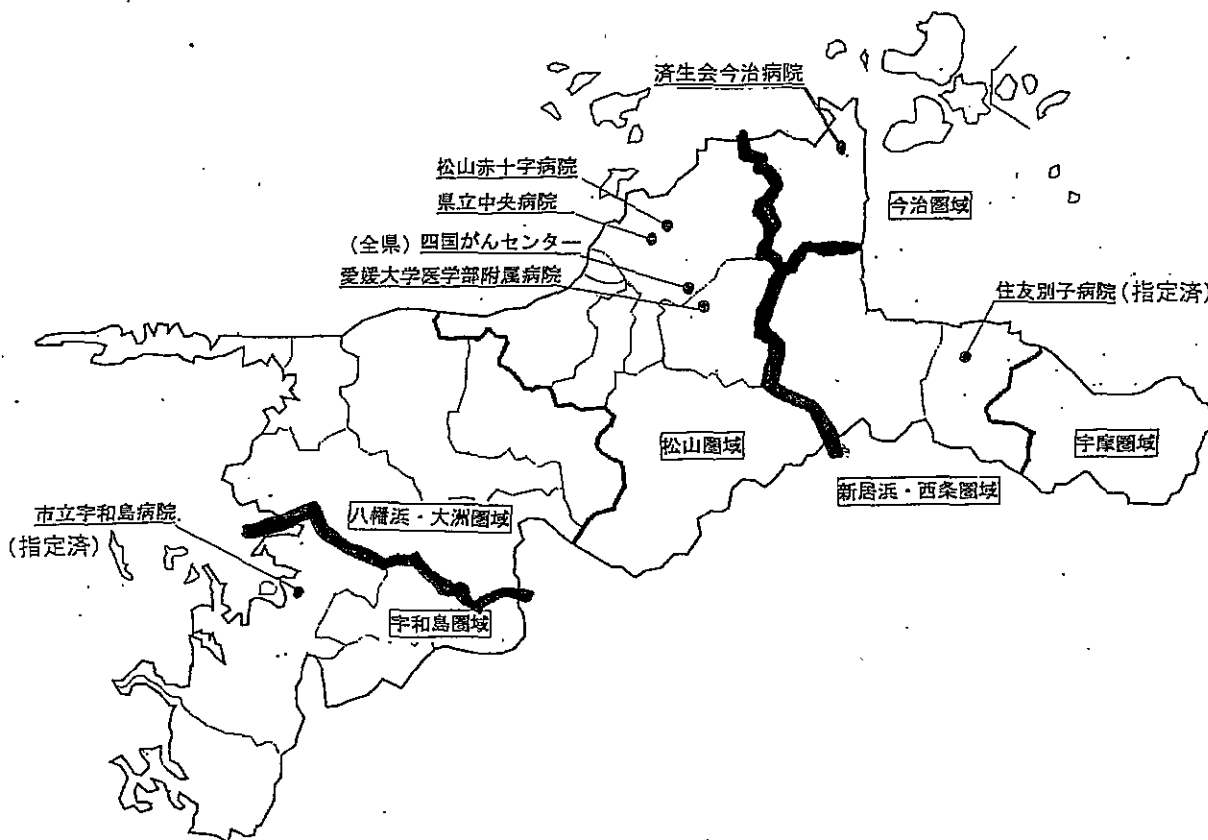 済生会今治病院
松山赤十字病院
県立中央病院
(全県) 四国がんセンター
愛媛大学医学部附属病院
今治圏域
住友別子病院 (指定済)
松山圏域
宇摩圏域
新居浜・西条圏域
八幡浜・大洲圏域
市立宇和島病院
(指定済)
宇和島圏域